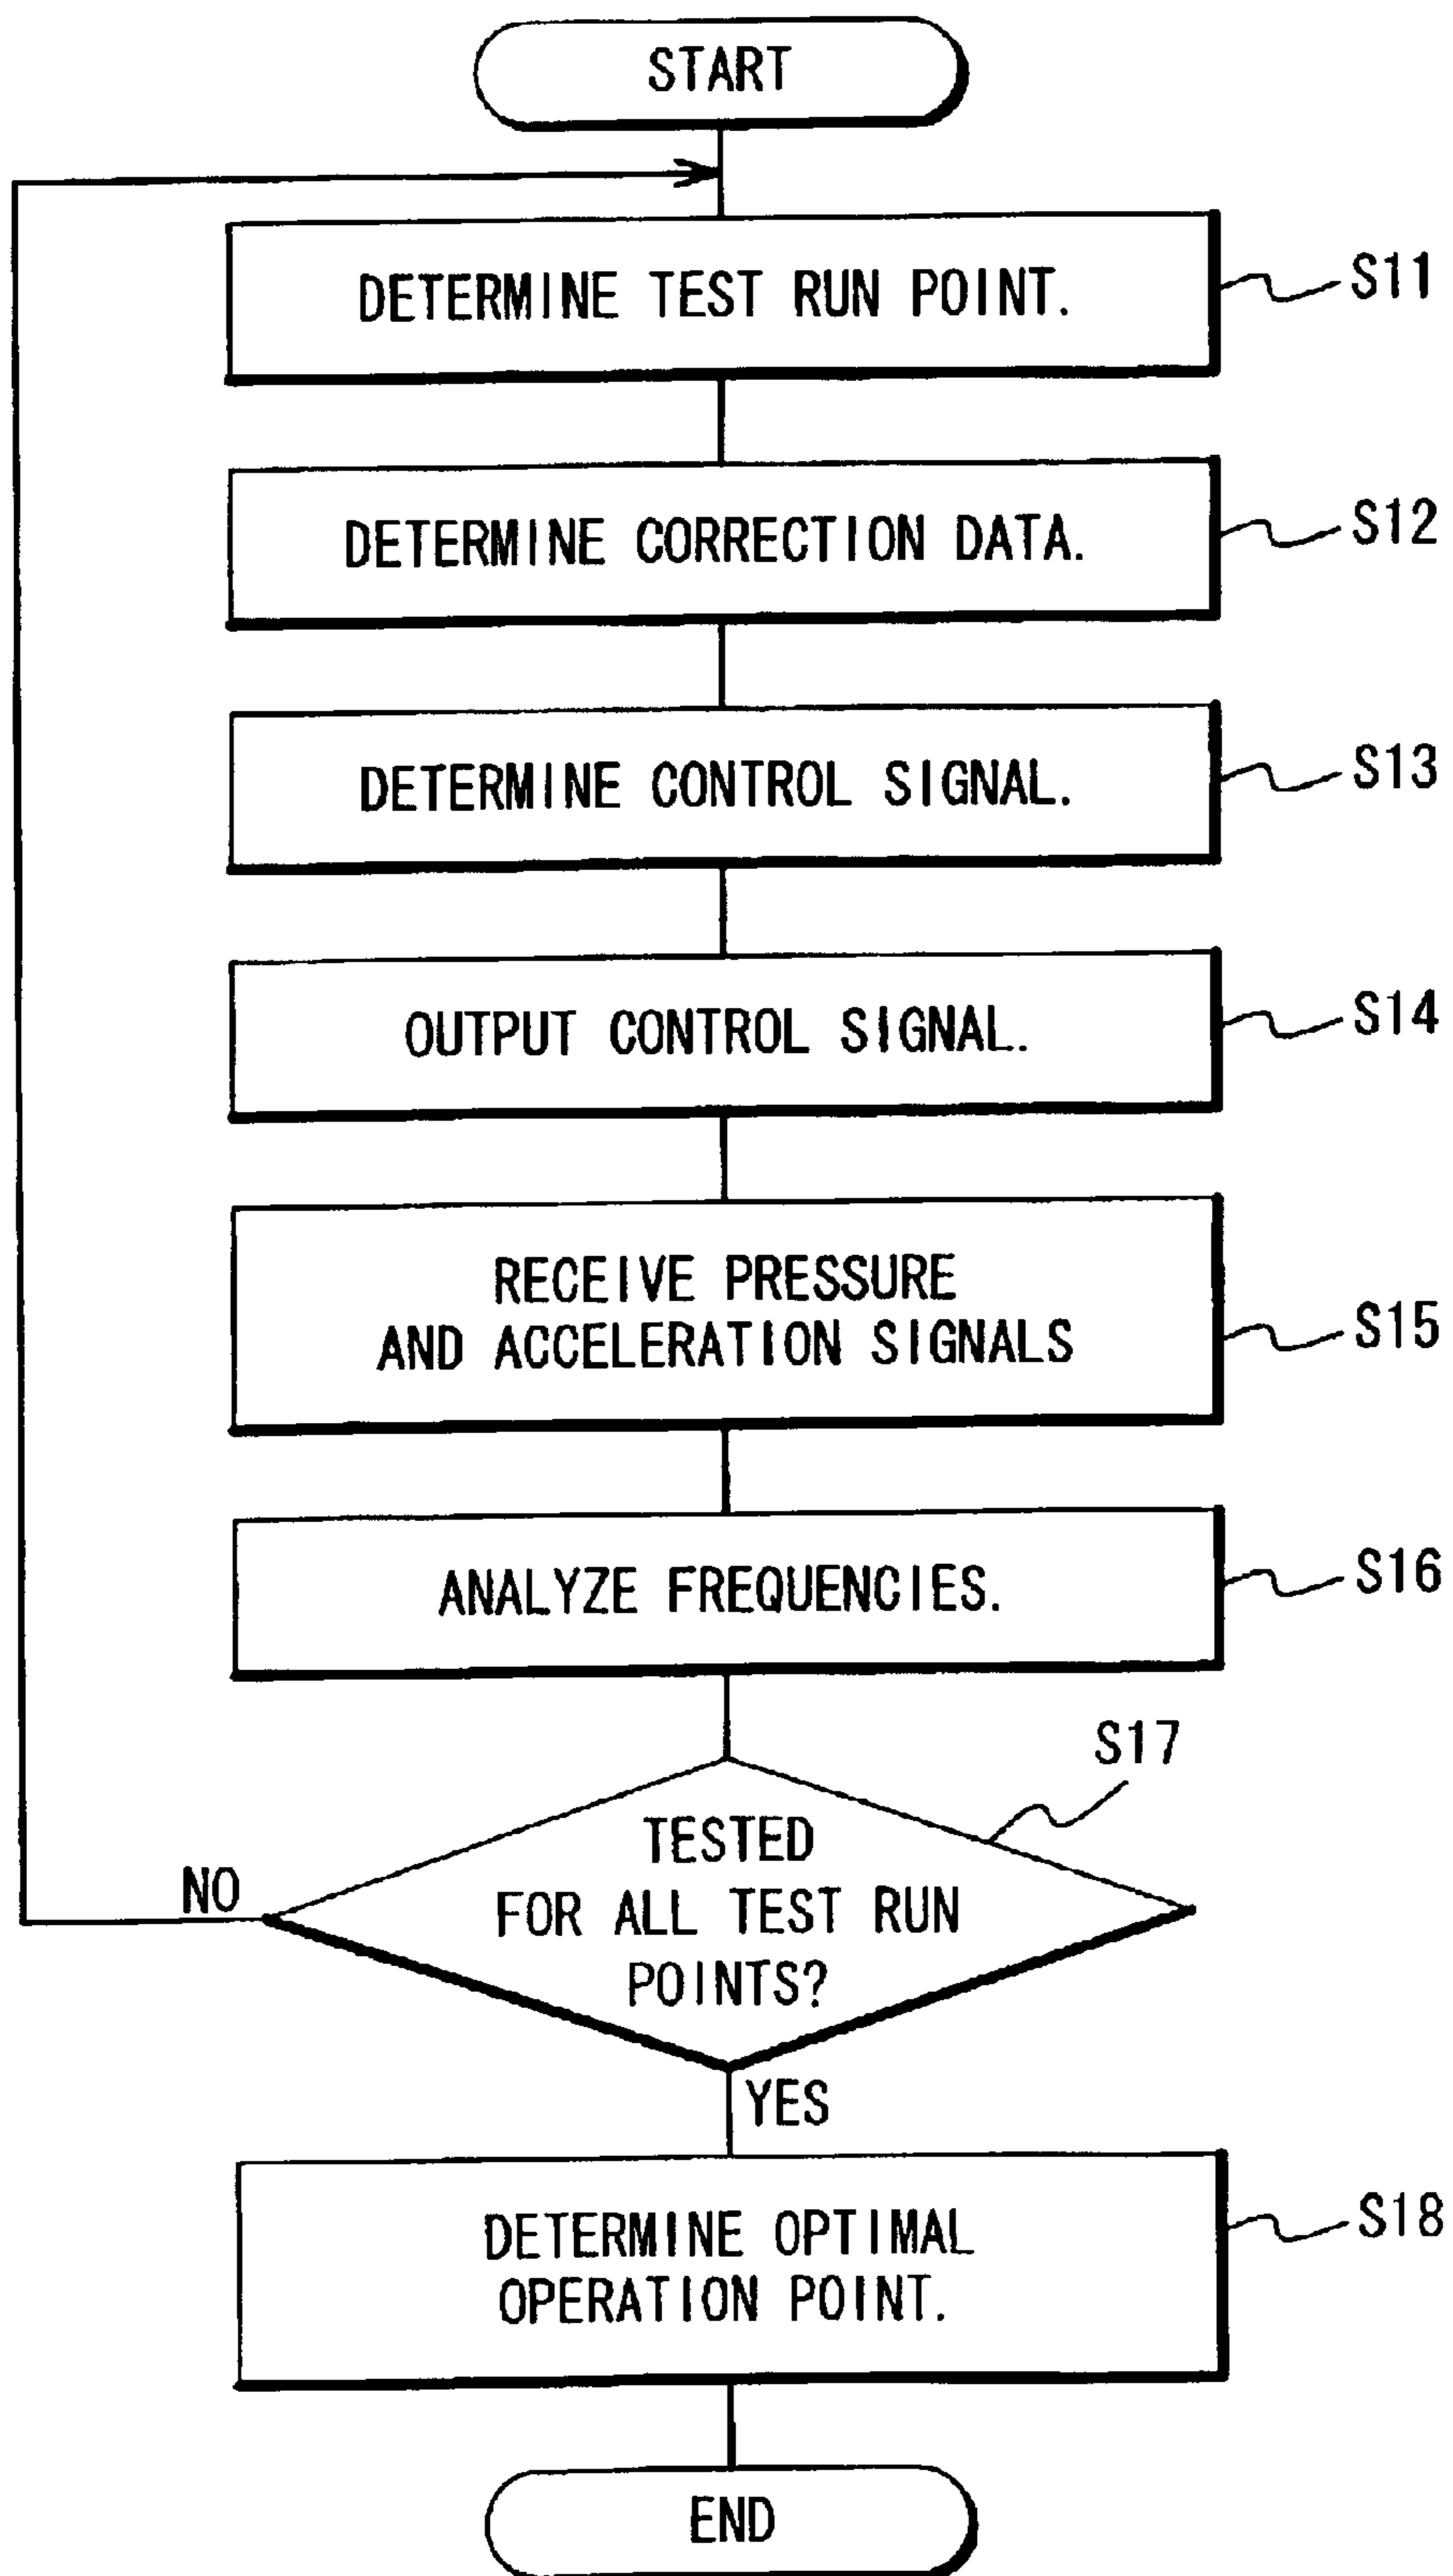 START
DETERMINE TEST RUN POINT.
S11
DETERMINE CORRECTION DATA.
S12
DETERMINE CONTROL SIGNAL.
S13
OUTPUT CONTROL SIGNAL.
S14
RECEIVE PRESSURE
AND ACCELERATION SIGNALS
S15
ANALYZE FREQUENCIES.
S16
S17
TESTED
FOR ALL TEST RUN
POINTS?
NO
YES
DETERMINE OPTIMAL
OPERATION POINT.
S18
END